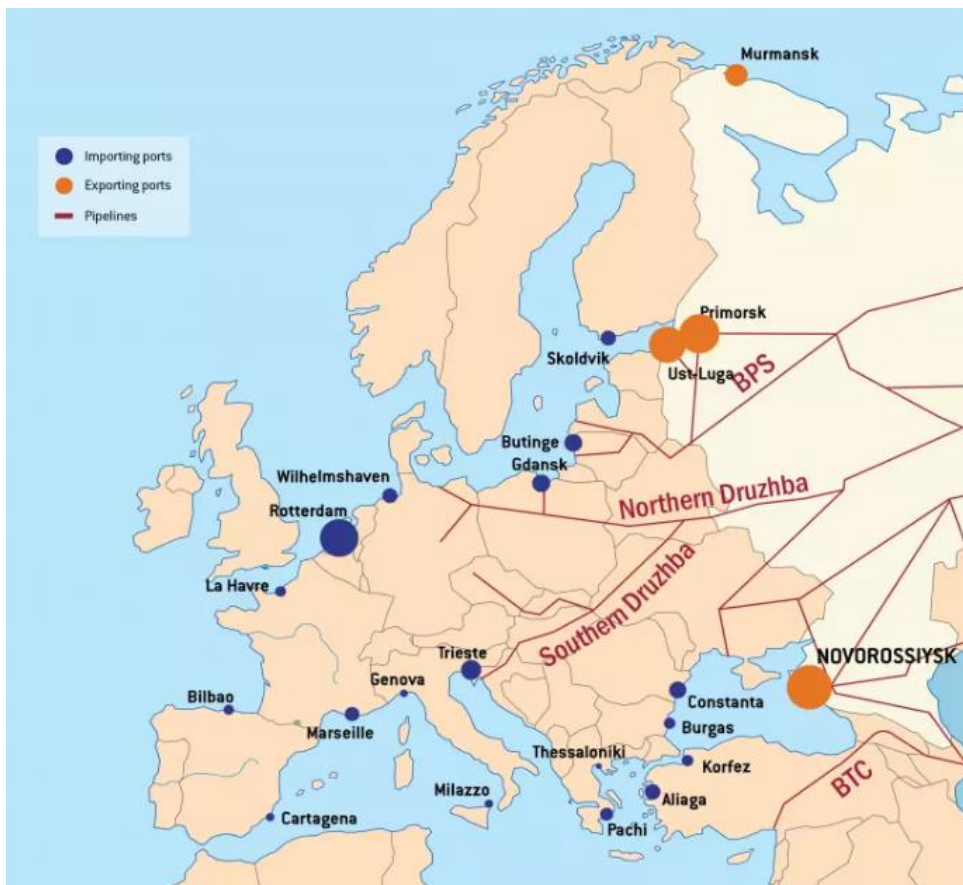 Murmansk
Importing ports
Exporting ports
Pipelines
Primorsk
Skoldvik
Ust-Luga
BPS
Butinge
Gdansk
Wilhelmshaven
Northern Druzhba
Rotterdam
La Havre
Southern Druzhba
Trieste
NOVOROSSIYSK
Genova
Bilbao
Constanta
Marseille
Burgas
Thessaloniki
Korfez
BTC
Milazzo
Aliaga
Cartagena
Pachi